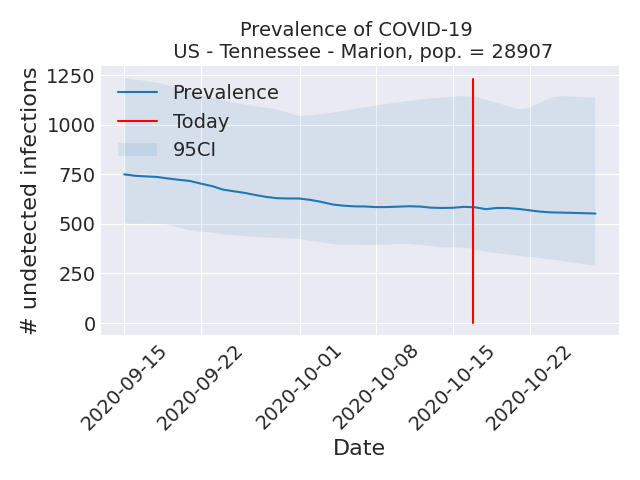 Prevalence of COVID-19
US - Tennessee - Marion, pop. = 28907
# undetected infections
1250
1000
750
500
250
0
Prevalence
Today
95CI
2020-09-15
2020-09-22
2020-10-01
2020-10-08
2020-10-15
2020-10-22
Date